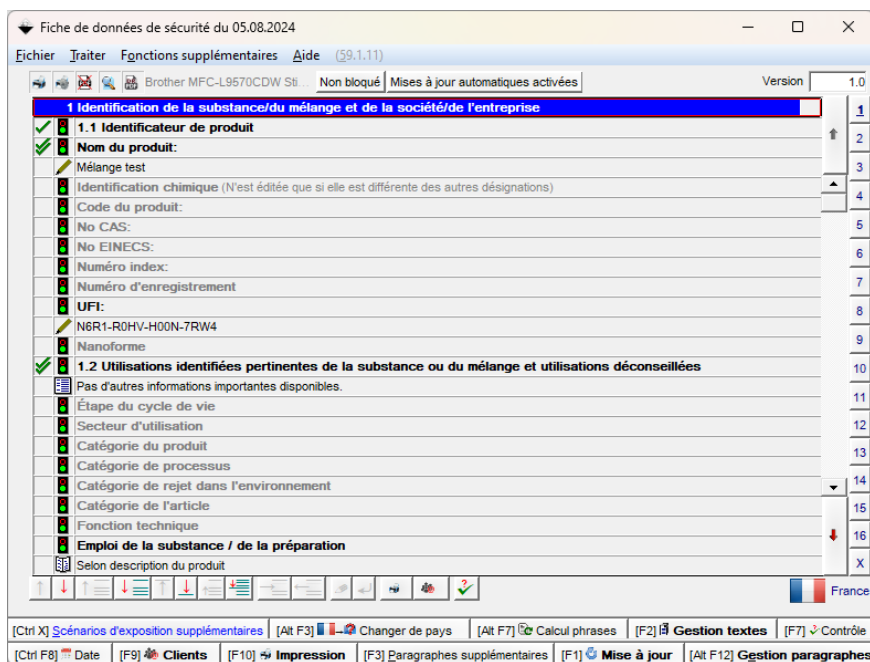 Fiche de données de sécurité du 05.08.2024
Fichier Traiter Fonctions supplémentaires Aide (59.1.11)
Brother MFC-L9570CDW Sti... Non bloqué Mises à jour automatiques activées Version 1.0
1 Identification de la substance/du mélange et de la société/de l'entreprise 1
1.1 Identificateur de produit
Nom du produit: 2
Mélange test 3
Identification chimique (N'est éditée que si elle est différente des autres désignations)
Code du produit: 4
No CAS: 5
No EINECS: 6
Numéro index:
Numéro d'enregistrement 7
UFI: 8
N6R1-R0HV-H00N-7RW4
Nanoforme 9
1.2 Utilisations identifiées pertinentes de la substance ou du mélange et utilisations déconseillées 10
Pas d'autres informations importantes disponibles.
Étape du cycle de vie 11
Secteur d'utilisation 12
Catégorie du produit 13
Catégorie de processus
Catégorie de rejet dans l'environnement 14
Catégorie de l'article 15
Fonction technique
Emploi de la substance / de la préparation 16
Selon description du produit X
France
[Ctrl X] Scénarios d'exposition supplémentaires [Alt F3] Changer de pays [Alt F7] Calcul phrases [F2] Gestion textes [F7] Contrôle
[Ctrl F8] Date [F9] Clients [F10] Impression [F3] Paragraphes supplémentaires [F1] Mise à jour [Alt F12] Gestion paragraphes